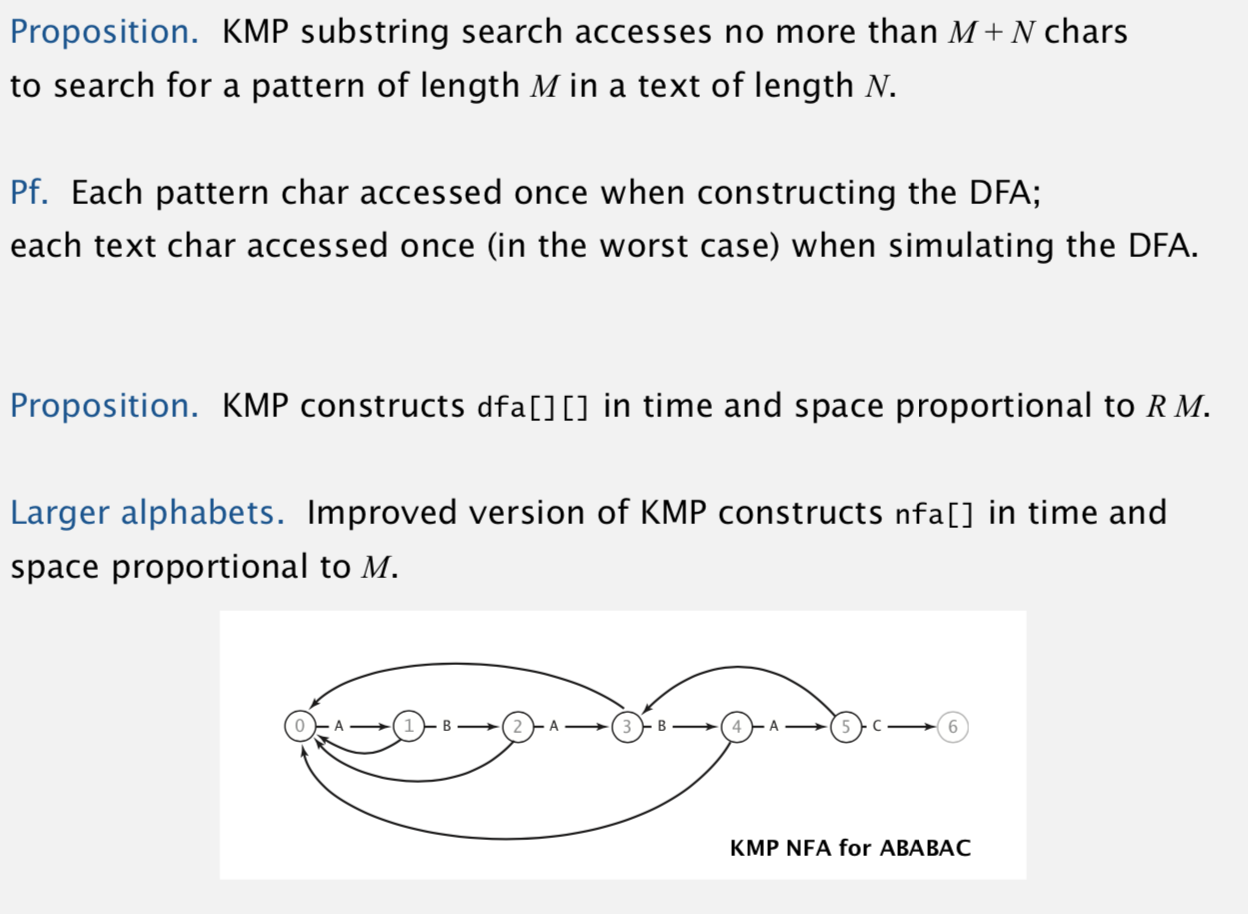 Proposition. KMP substring search accesses no more than M + N chars
to search for a pattern of length M in a text of length N.
Pf. Each pattern char accessed once when constructing the DFA;
each text char accessed once (in the worst case) when simulating the DFA.
Proposition. KMP constructs dfa[][] in time and space proportional to R M.
Larger alphabets. Improved version of KMP constructs nfa[] in time and
space proportional to M.
0 A 1 B 2 A 3 B 4 A 5 C 6
KMP NFA for ABABAC